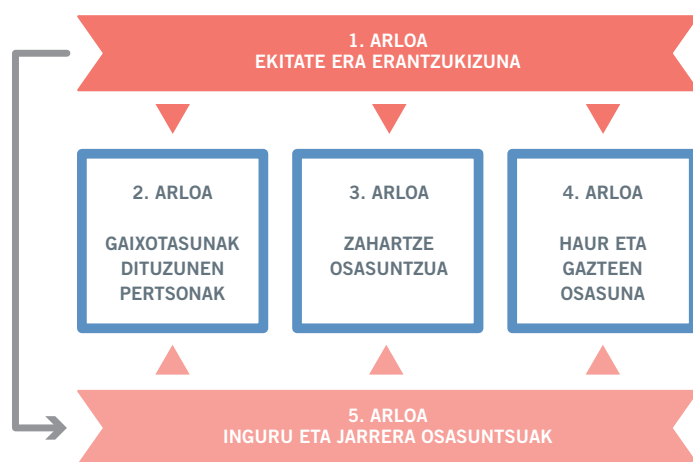 1. ARLOA
EKITATE ERA ERANTZUKIZUNA
2. ARLOA
GAIXOTASUNAK
DITUZUNEN
PERTSONAK
3. ARLOA
ZAHARTZE
OSASUNTZUA
4. ARLOA
HAUR ETA
GAZTEEN
OSASUNA
5. ARLOA
INGURU ETA JARRERA OSASUNTSUAK